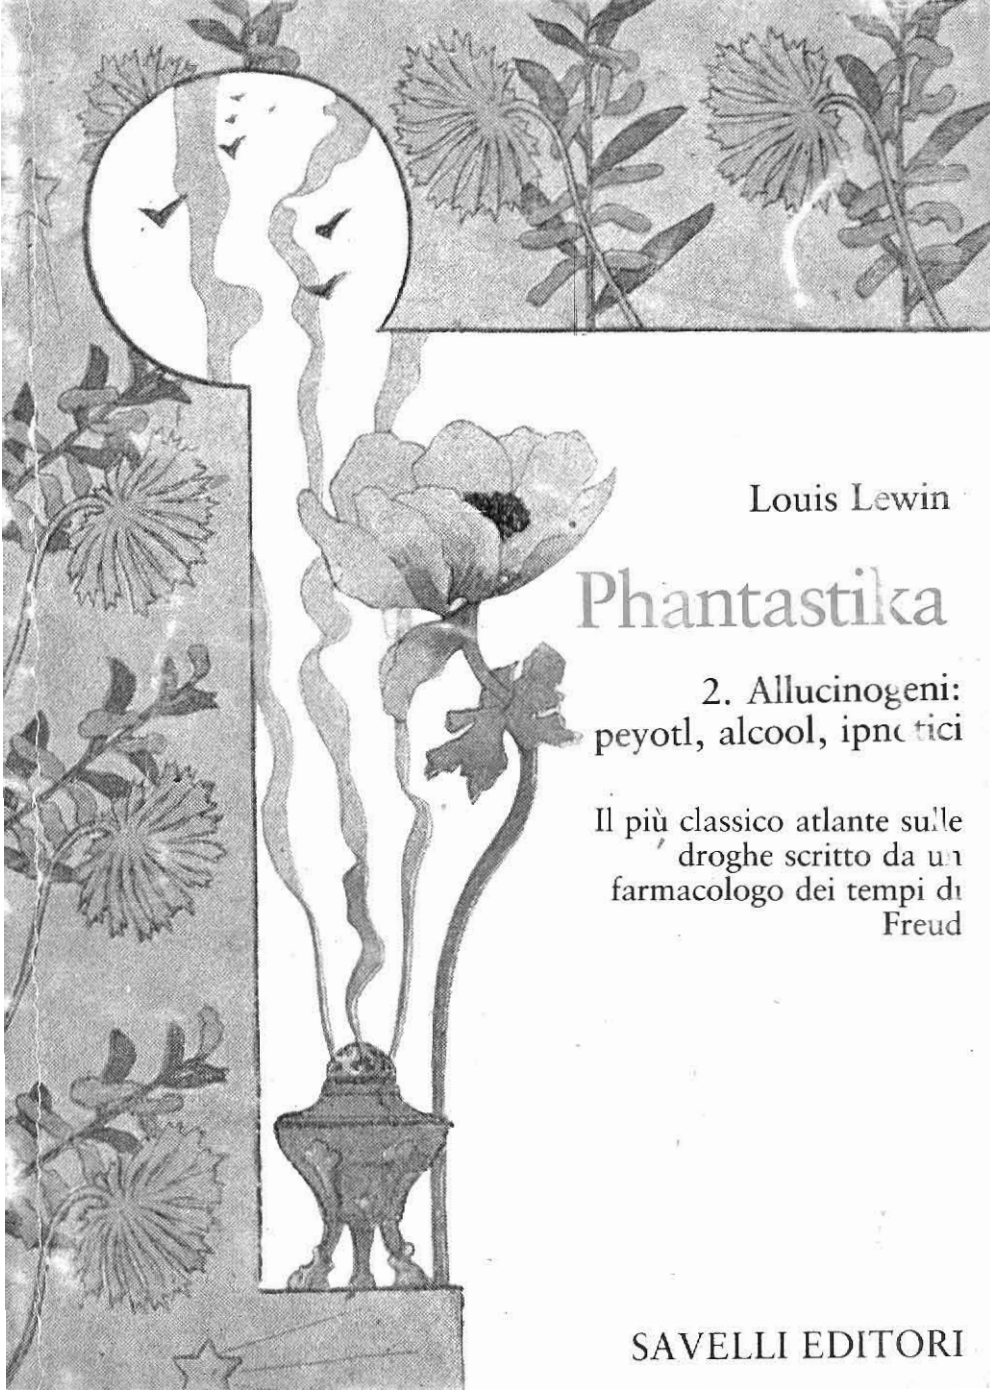 Louis Lewin
Phantastika
2. Allucinogeni:
peyotl, alcool, ipnotici
Il più classico atlante sulle
droghe scritto da un
farmacologo dei tempi di
Freud
SAVELLI EDITORI